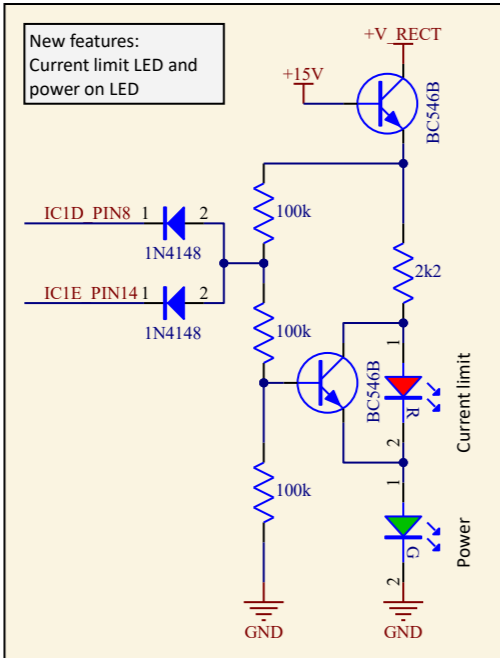 New features:
Current limit LED and
power on LED
+V_RECT
+15V
BC546B
IC1D_PIN8
1
2
1N4148
100k
IC1E_PIN14
1
2
1N4148
2k2
100k
BC546B
1
R
2
Current limit
100k
1
G
2
Power
GND
GND